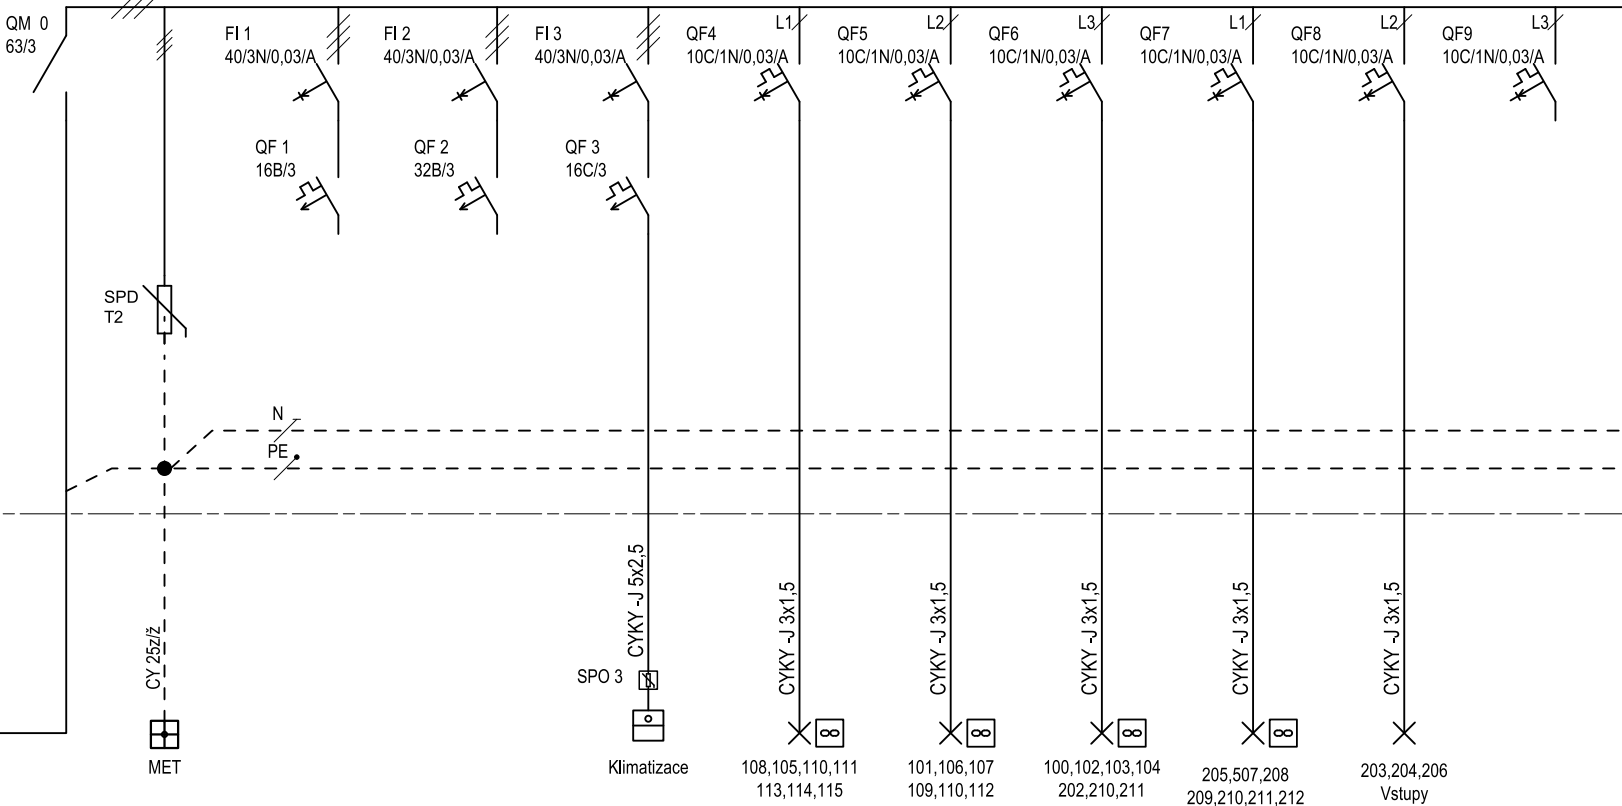 QM 0
63/3
FI 1
40/3N/0,03/A
FI 2
40/3N/0,03/A
FI 3
40/3N/0,03/A
QF4
L1
10C/1N/0,03/A
QF5
L2
10C/1N/0,03/A
QF6
L3
10C/1N/0,03/A
QF7
L1
10C/1N/0,03/A
QF8
L2
10C/1N/0,03/A
QF9
L3
10C/1N/0,03/A
QF 1
16B/3
QF 2
32B/3
QF 3
16C/3
SPD
T2
N
PE
CY 25z/ž
CYKY -J 5x2,5
CYKY -J 3x1,5
CYKY -J 3x1,5
CYKY -J 3x1,5
CYKY -J 3x1,5
CYKY -J 3x1,5
SPO 3
MET
Klimatizace
108,105,110,111
113,114,115
101,106,107
109,110,112
100,102,103,104
202,210,211
205,507,208
209,210,211,212
203,204,206
Vstupy